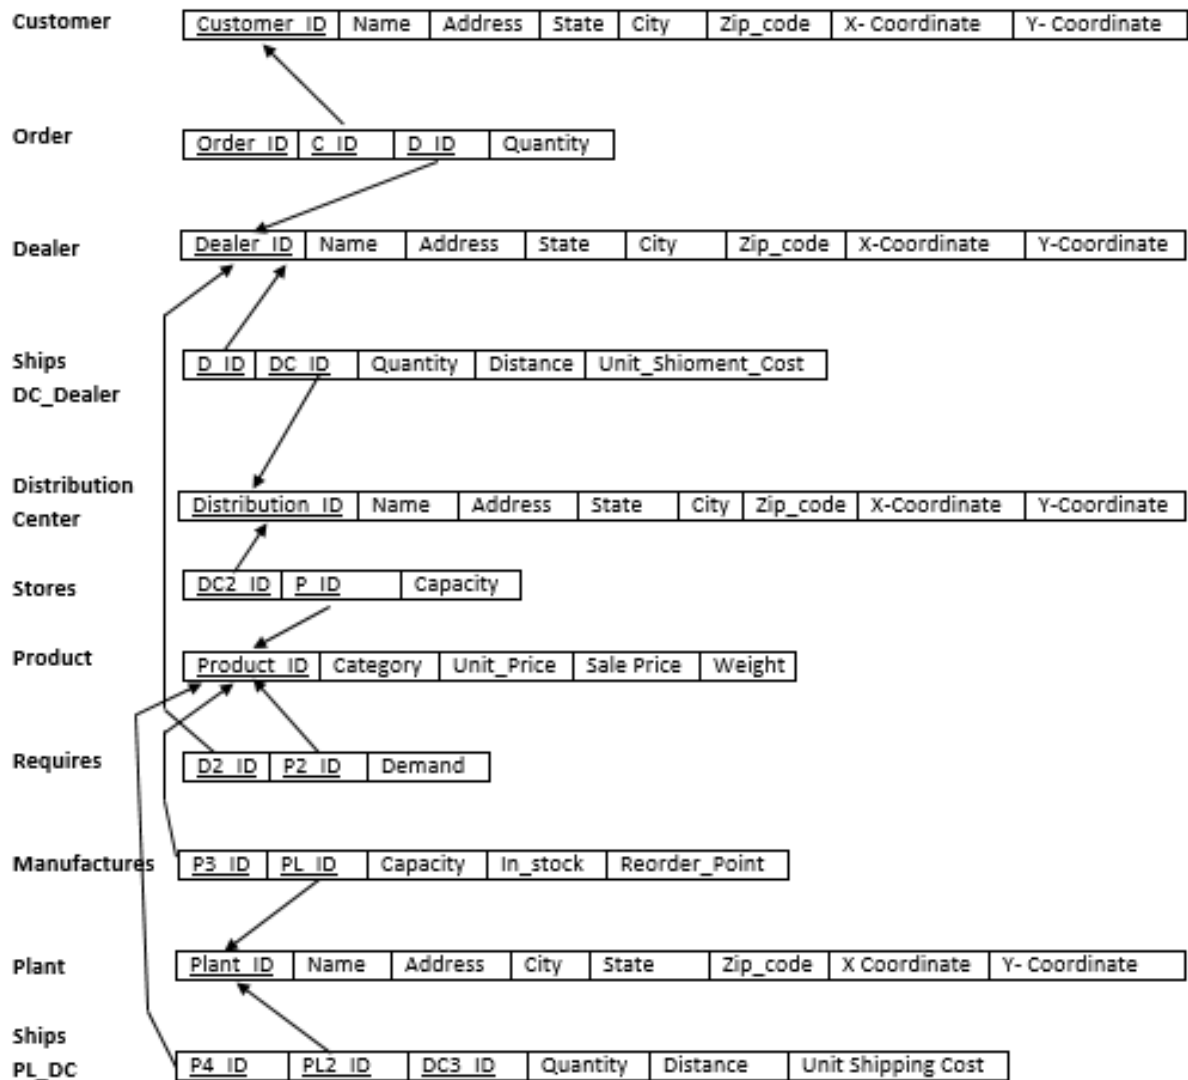 Customer Customer_ID Name Address State City Zip_code X- Coordinate Y- Coordinate
Order Order_ID C_ID D_ID Quantity
Dealer Dealer_ID Name Address State City Zip_code X-Coordinate Y-Coordinate
Ships D_ID DC_ID Quantity Distance Unit_Shioment_Cost
DC_Dealer
Distribution
Center Distribution_ID Name Address State City Zip_code X-Coordinate Y-Coordinate
Stores DC2_ID P_ID Capacity
Product Product_ID Category Unit_Price Sale Price Weight
Requires D2_ID P2_ID Demand
Manufactures P3_ID PL_ID Capacity In_stock Reorder_Point
Plant Plant_ID Name Address City State Zip_code X Coordinate Y- Coordinate
Ships
PL_DC P4_ID PL2_ID DC3_ID Quantity Distance Unit Shipping Cost